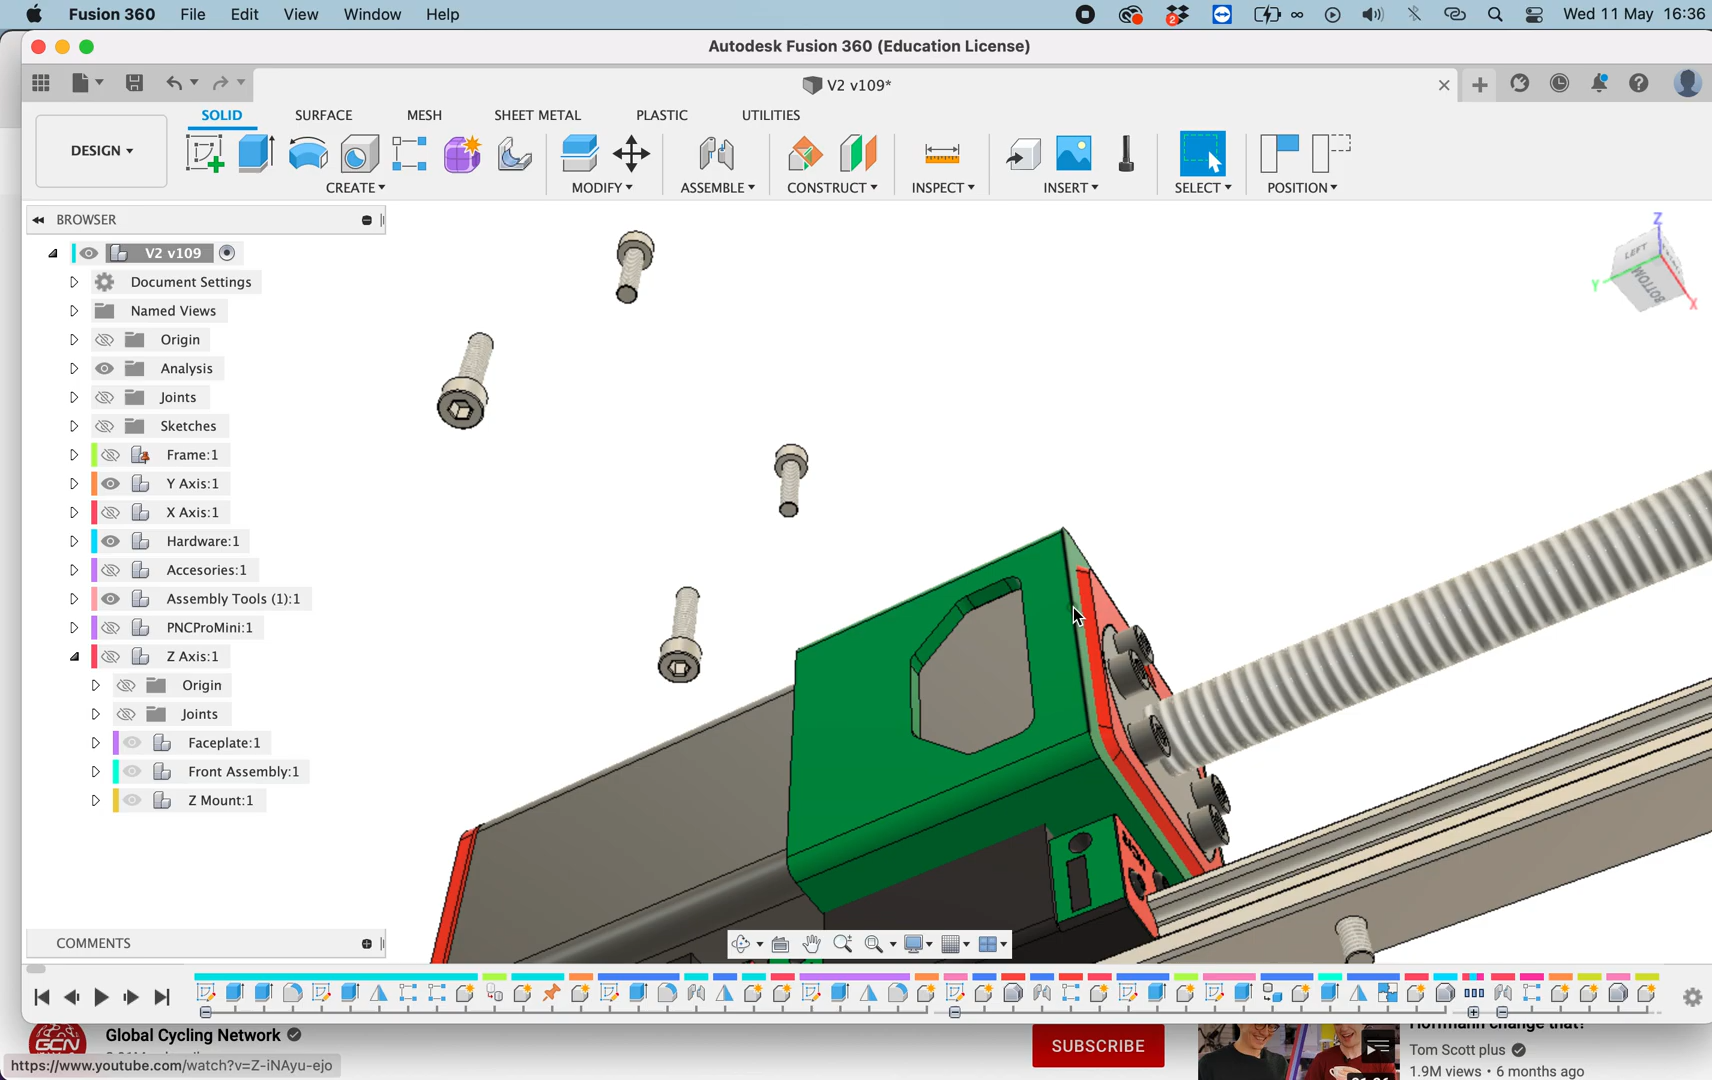 Fusion 360 File Edit View Window Help
2
Wed 11 May 16:36
Autodesk Fusion 360 (Education License)
V2 v109*
SOLID SURFACE MESH SHEET METAL PLASTIC UTILITIES
DESIGN
CREATE MODIFY ASSEMBLE CONSTRUCT INSPECT INSERT SELECT POSITION
BROWSER
V2 v109
Document Settings
Named Views
Origin
Analysis
Joints
Sketches
Frame:1
Y Axis:1
X Axis:1
Hardware:1
Accesories:1
Assembly Tools (1):1
PNCProMini:1
Z Axis:1
Origin
Joints
Faceplate:1
Front Assembly:1
Z Mount:1
Z
LEFT
BOTTOM
Y
X
COMMENTS
GCN
Global Cycling Network
SUBSCRIBE
Hoffmann change that?
Tom Scott plus
1.9M views • 6 months ago
https://www.youtube.com/watch?v=Z-iNAyu-ejo